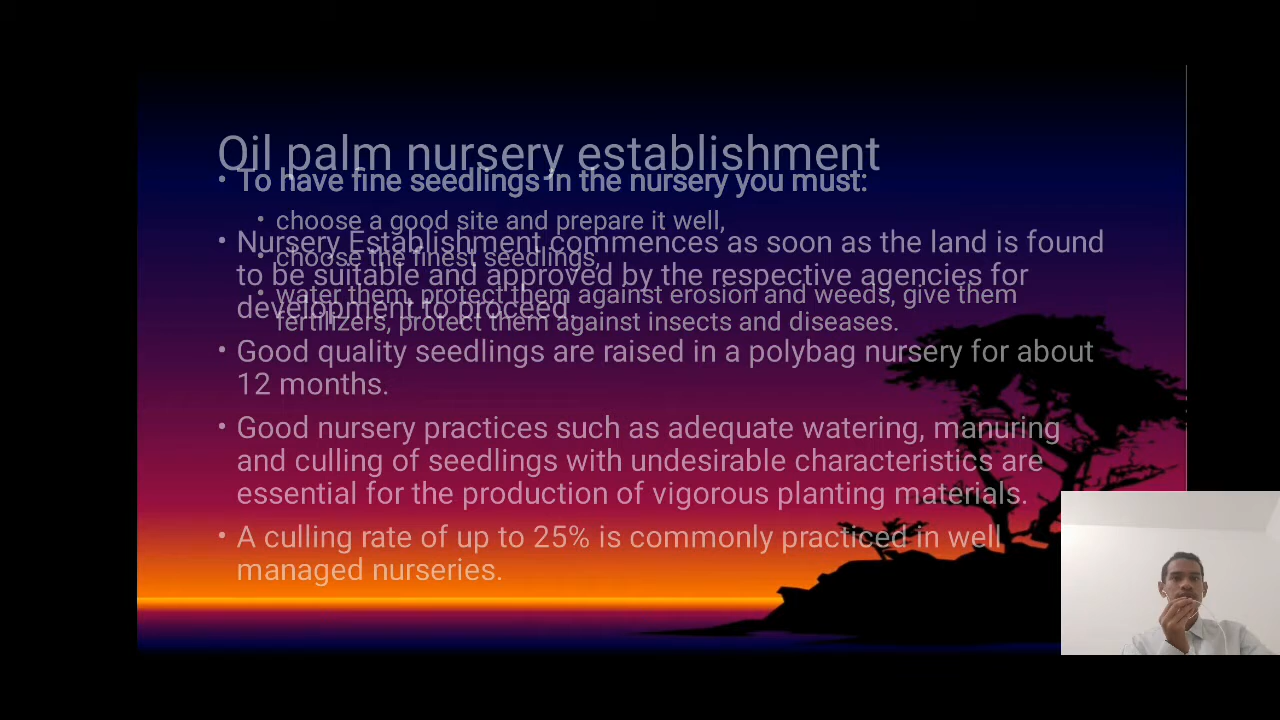 Oil palm nursery establishment
• To have fine seedlings in the nursery you must:
• choose a good site and prepare it well,
• choose the finest seedlings,
• water them, protect them against erosion and weeds, give them
fertilizers, protect them against insects and diseases.
• Nursery Establishment commences as soon as the land is found
to be suitable and approved by the respective agencies for
development to proceed.
• Good quality seedlings are raised in a polybag nursery for about
12 months.
• Good nursery practices such as adequate watering, manuring
and culling of seedlings with undesirable characteristics are
essential for the production of vigorous planting materials.
• A culling rate of up to 25% is commonly practiced in well
managed nurseries.